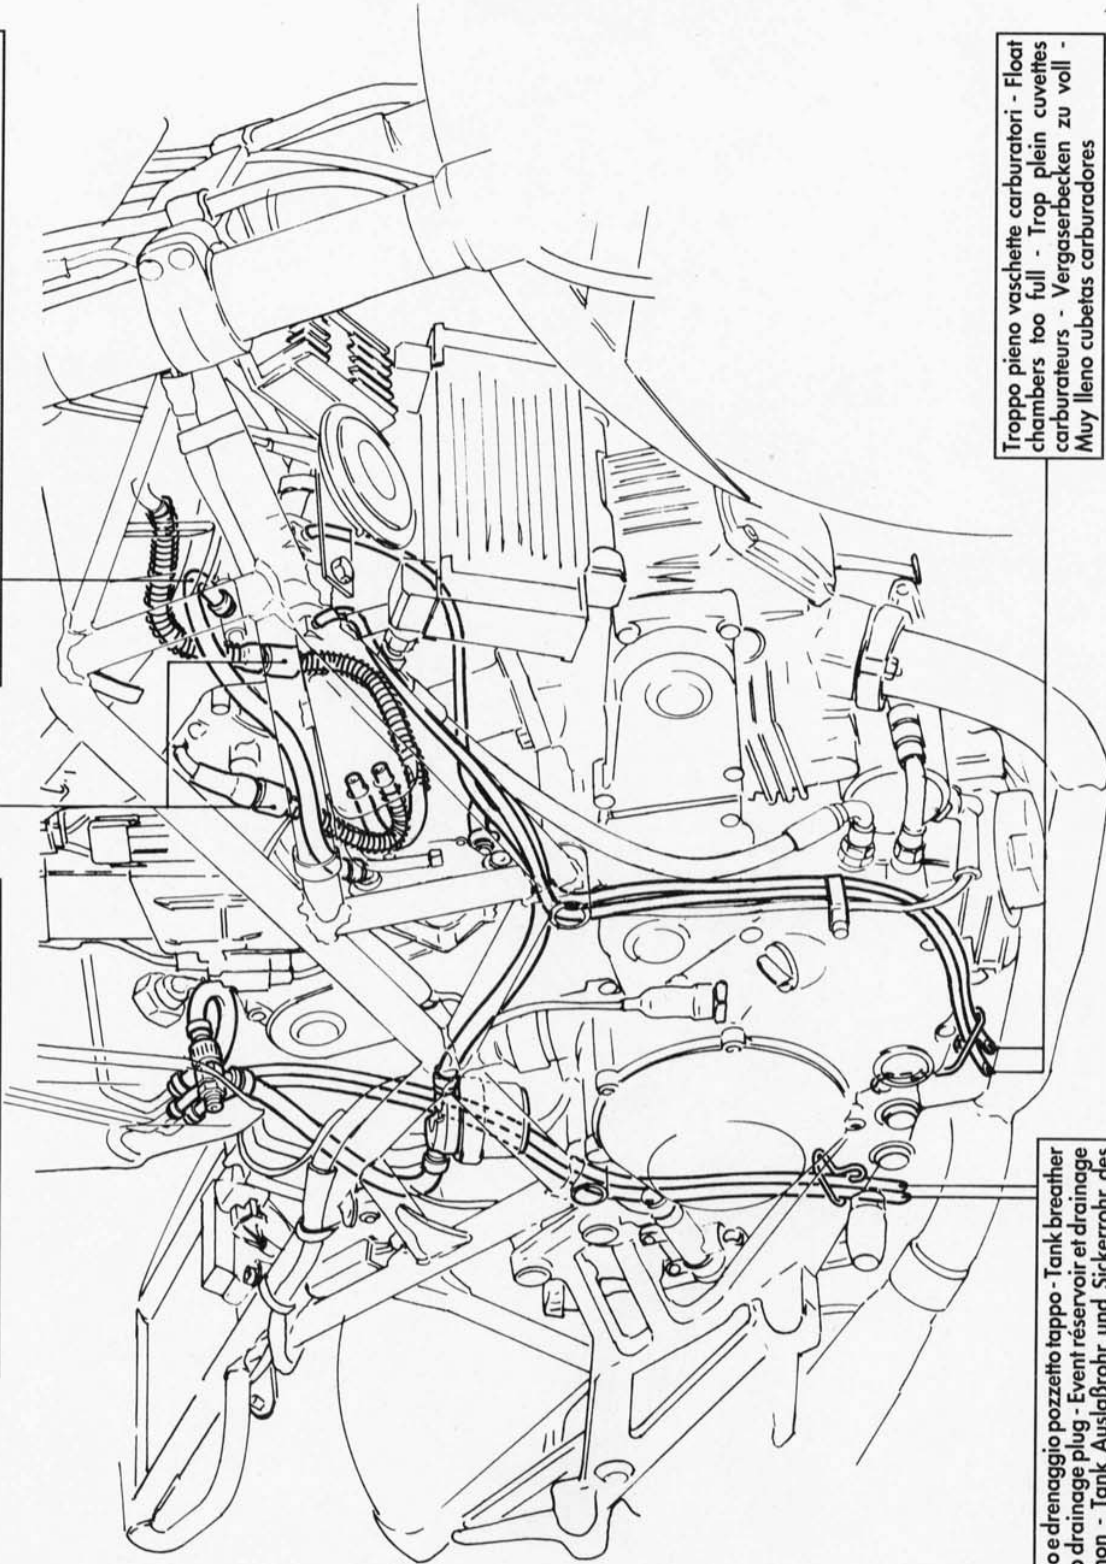 Troppo pieno vaschette carburatori - Float
chambers too full - Trop plein cuvettes
carburateurs - Vergaserbecken zu voll -
Muy lleno cubetas carburadores
o e drenaggio pozzetto tappo - Tank breather
drainage plug - Event réservoir et drainage
on - Tank Auslaßrohr und Sickerrohr des